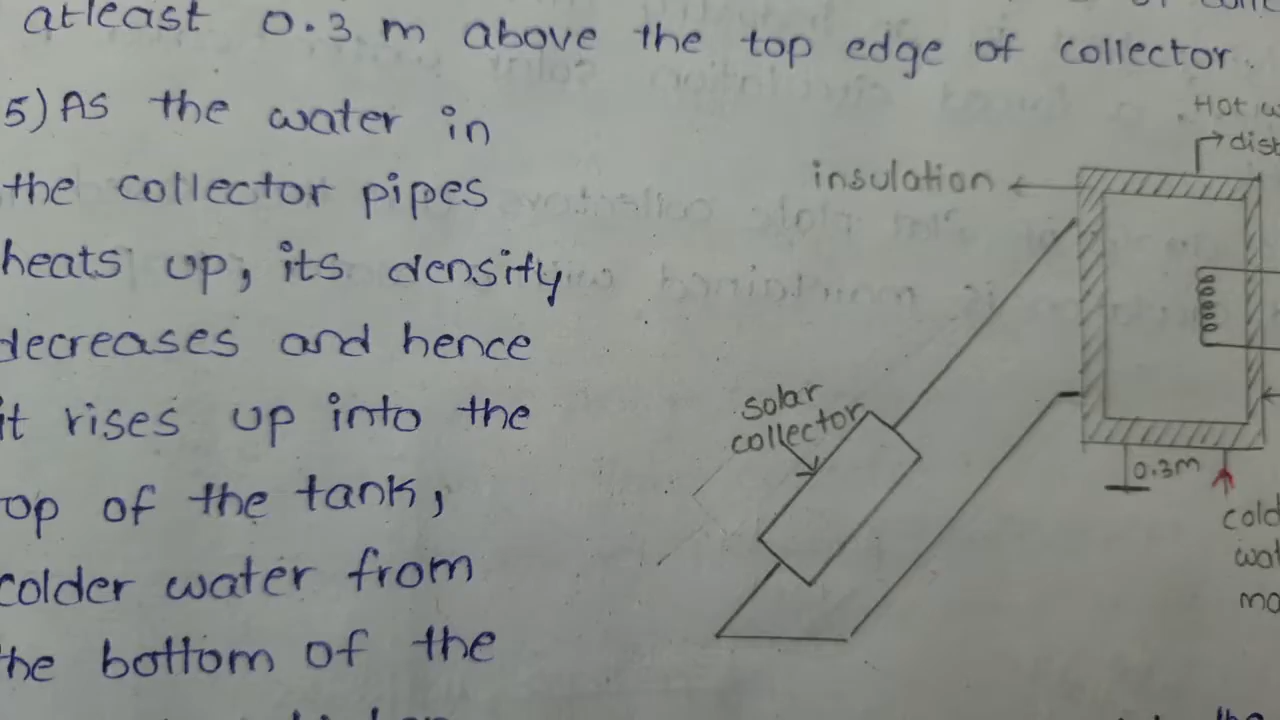 atleast 0.3 m above the top edge of collector.
5) As the water in
the collector pipes
heats up, its density
decreases and hence
it rises up into the
op of the tank,
colder water from
he bottom of the
Hot
insulation
solar
collector
0.3m
cold
the